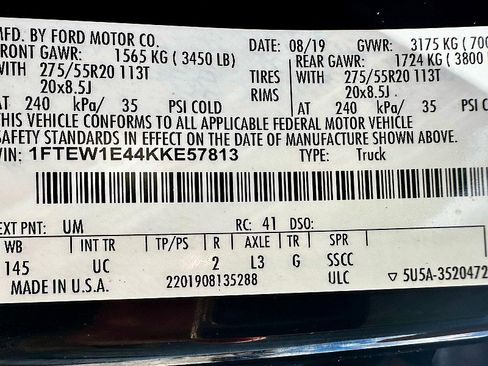 MFD. BY FORD MOTOR CO.
DATE: 08/19 GVWR: 3175 KG (700
FRONT GAWR: 1565 KG (3450 LB) REAR GAWR: 1724 KG (3800
WITH 275/55R20 113T TIRES WITH 275/55R20 113T
20x8.5J RIMS 20x8.5J
AT 240 kPa/ 35 PSI COLD AT 240 kPa/ 35 PSI COLD
THIS VEHICLE CONFORMS TO ALL APPLICABLE FEDERAL MOTOR VEHICLE
SAFETY STANDARDS IN EFFECT ON THE DATE OF MANUFACTURE SHOWN ABOVE.
VIN: 1FTEW1E44KKE57813 TYPE: Truck
EXT PNT: UM RC: 41 DSO:
WB INT TR TP/PS R AXLE TR SPR
145 UC 2 L3 G SSCC
MADE IN U.S.A. 2201908135288 ULC ▽ 5U5A-3520472